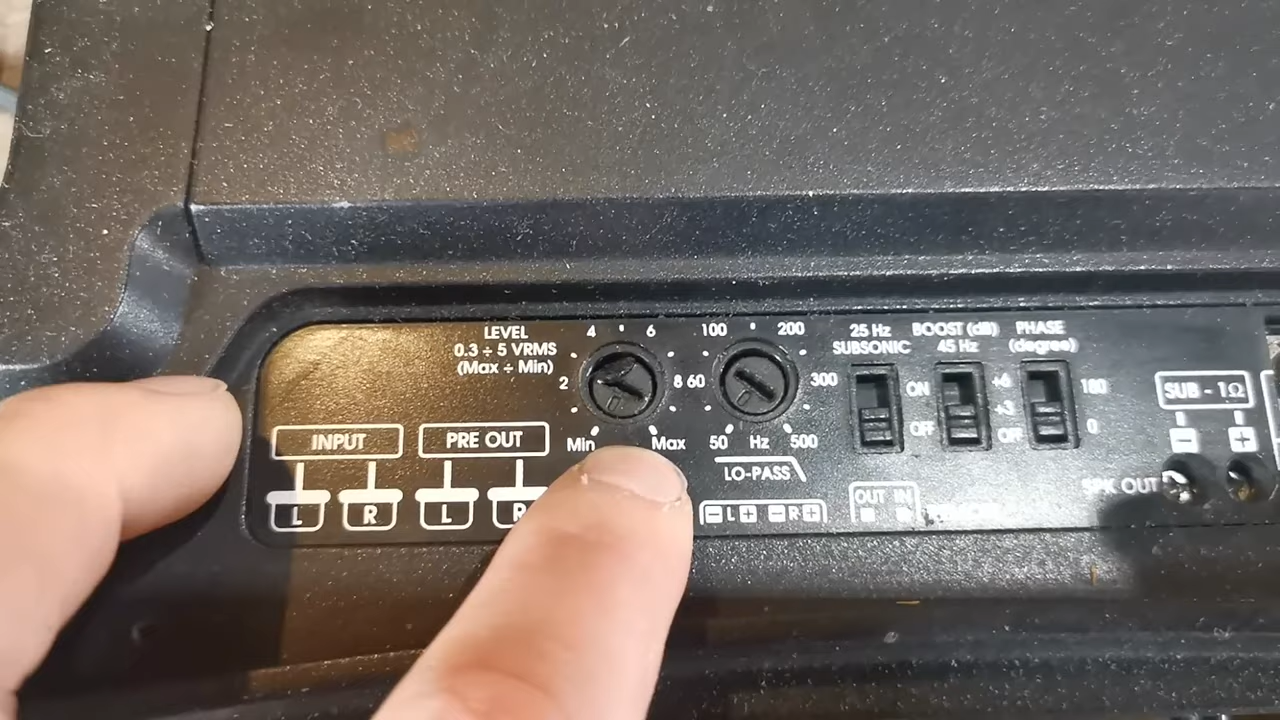 LEVEL
0.3 ÷ 5 VRMS
(Max ÷ Min)
4 6
2 8
Min Max
100 200
60 300
50 Hz 500
LO-PASS
25 Hz
SUBSONIC
ON
OFF
BOOST (dB)
45 Hz
+6
+3
OFF
PHASE
(degree)
180
0
SUB - 1Ω
- +
SPK OUT
INPUT
L R
PRE OUT
L R
- L + - R +
OUT IN